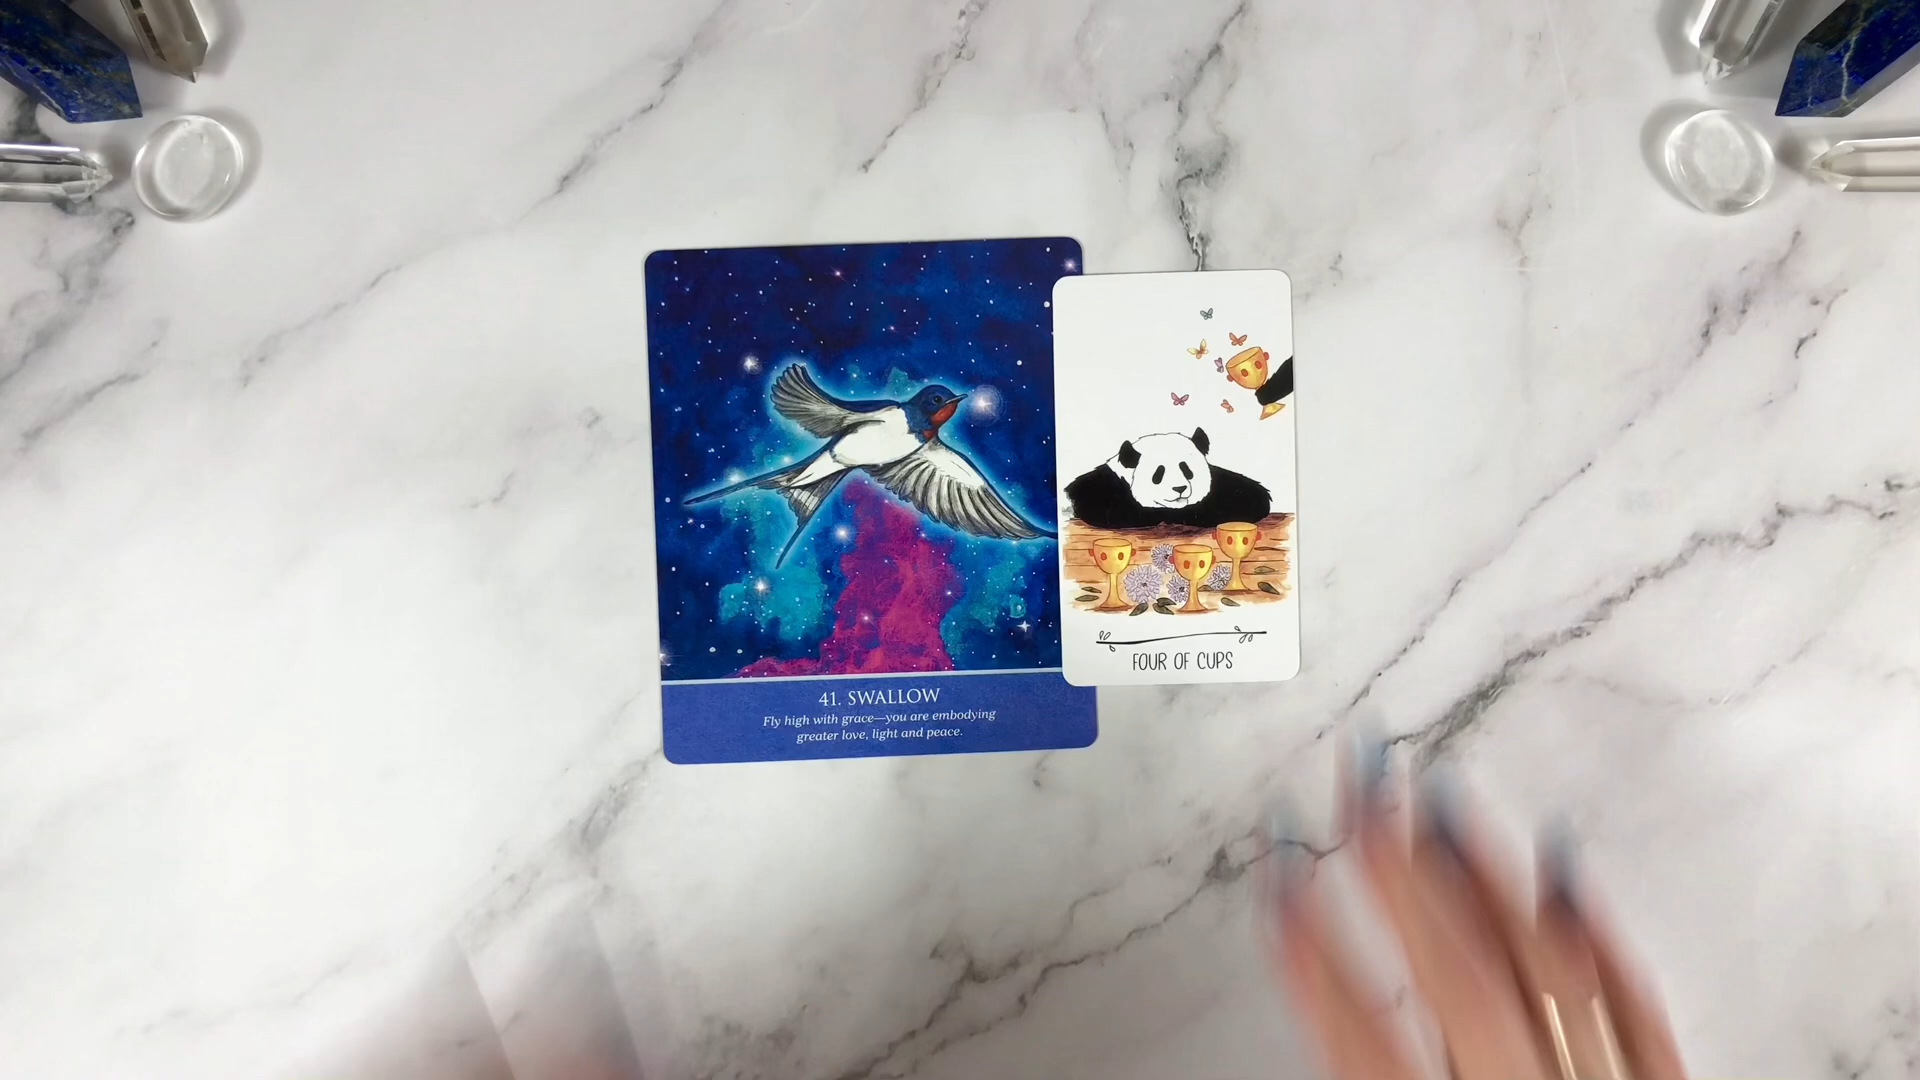 41. SWALLOW
Fly high with grace—you are embodying
greater love, light and peace.
FOUR OF CUPS